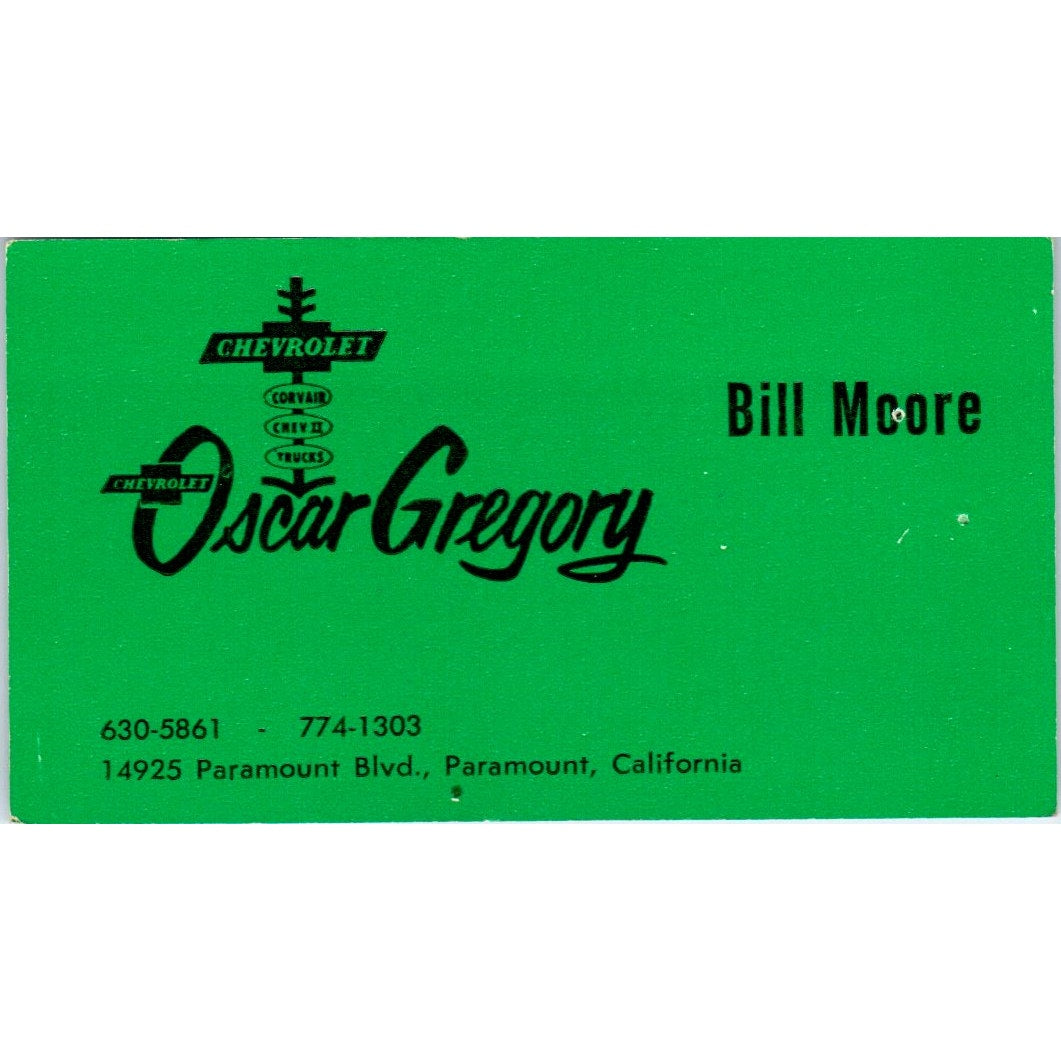 CHEVROLET
CORVAIR
CHEV II
TRUCKS
CHEVROLET
Oscar Gregory
Bill Moore
630-5861 - 774-1303
14925 Paramount Blvd., Paramount, California